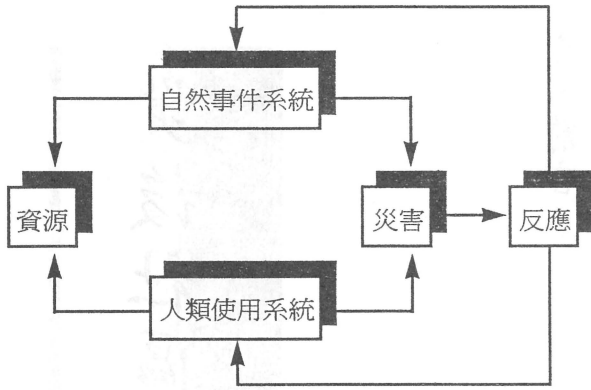 自然事件系統
資源
災害
反應
人類使用系統